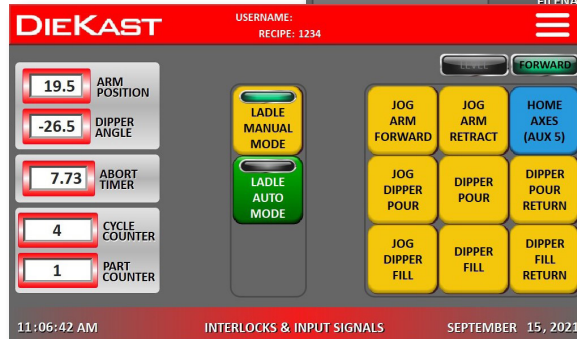 DIEKAST
USERNAME:
RECIPE: 1234
LEVEL
FORWARD
19.5 ARM POSITION
-26.5 DIPPER ANGLE
7.73 ABORT TIMER
4 CYCLE COUNTER
1 PART COUNTER
LADLE
MANUAL
MODE
LADLE
AUTO
MODE
JOG
ARM
FORWARD
JOG
ARM
RETRACT
HOME
AXES
(AUX 5)
JOG
DIPPER
POUR
DIPPER
POUR
DIPPER
POUR
RETURN
JOG
DIPPER
FILL
DIPPER
FILL
DIPPER
FILL
RETURN
11:06:42 AM
INTERLOCKS & INPUT SIGNALS
SEPTEMBER 15, 2021